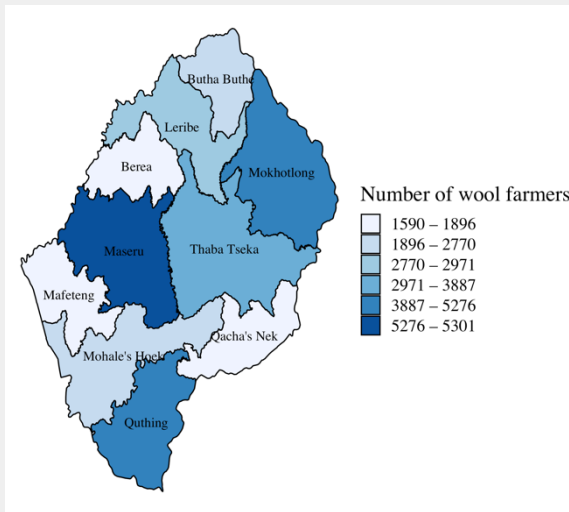 Butha Buthe
Leribe
Berea
Mokhotlong
Maseru
Thaba Tseka
Mafeteng
Qacha's Nek
Mohale's Hoek
Quthing
Number of wool farmers
1590 – 1896
1896 – 2770
2770 – 2971
2971 – 3887
3887 – 5276
5276 – 5301